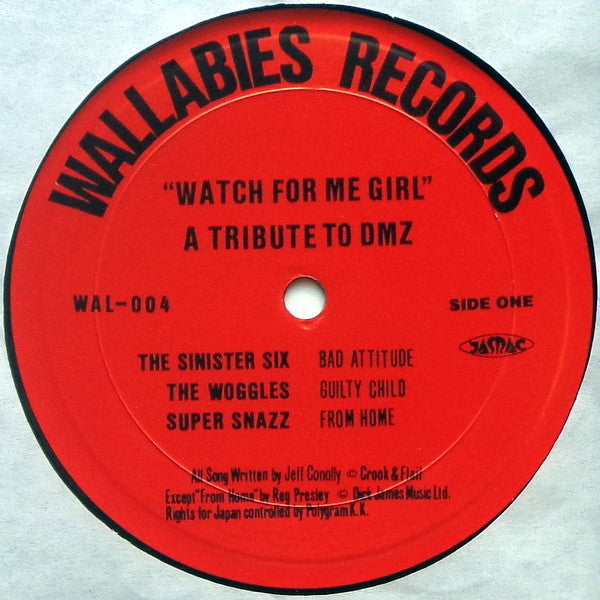 WALLABIES RECORDS
"WATCH FOR ME GIRL"
A TRIBUTE TO DMZ
WAL-004
SIDE ONE
JASRAC
THE SINISTER SIX BAD ATTITUDE
THE WOGGLES GUILTY CHILD
SUPER SNAZZ FROM HOME
All Song Written by Jeff Conolly © Crook & Flail
Except "From Home" by Reg Presley © Dick James Music Ltd.
Rights for Japan controlled by Polygram K.K.